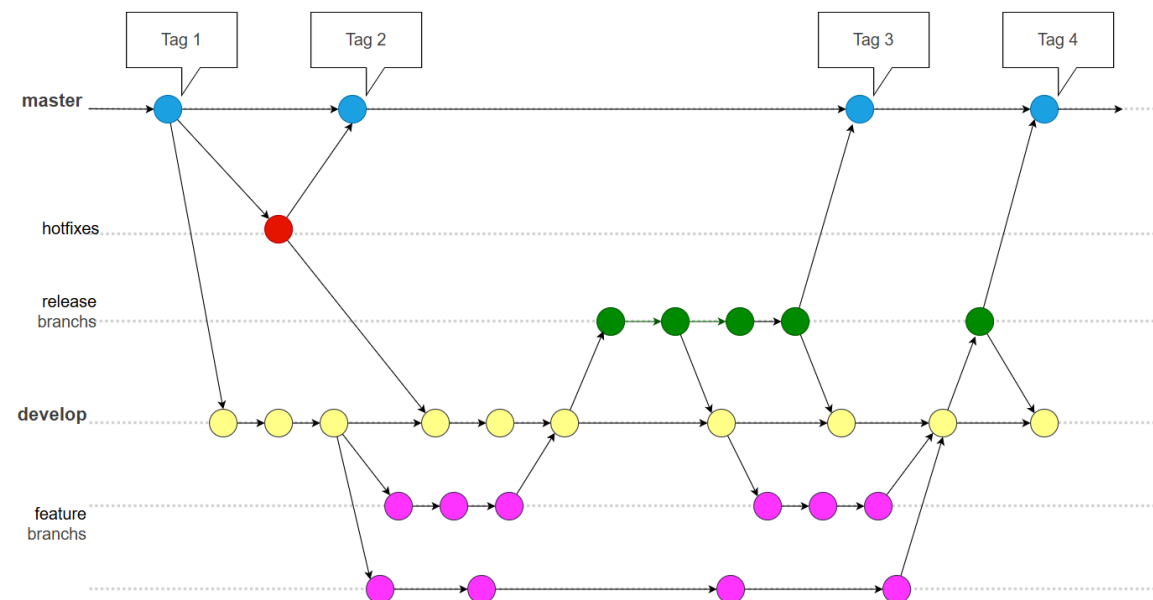 Tag 1
Tag 2
Tag 3
Tag 4
master
hotfixes
release
branchs
develop
feature
branchs